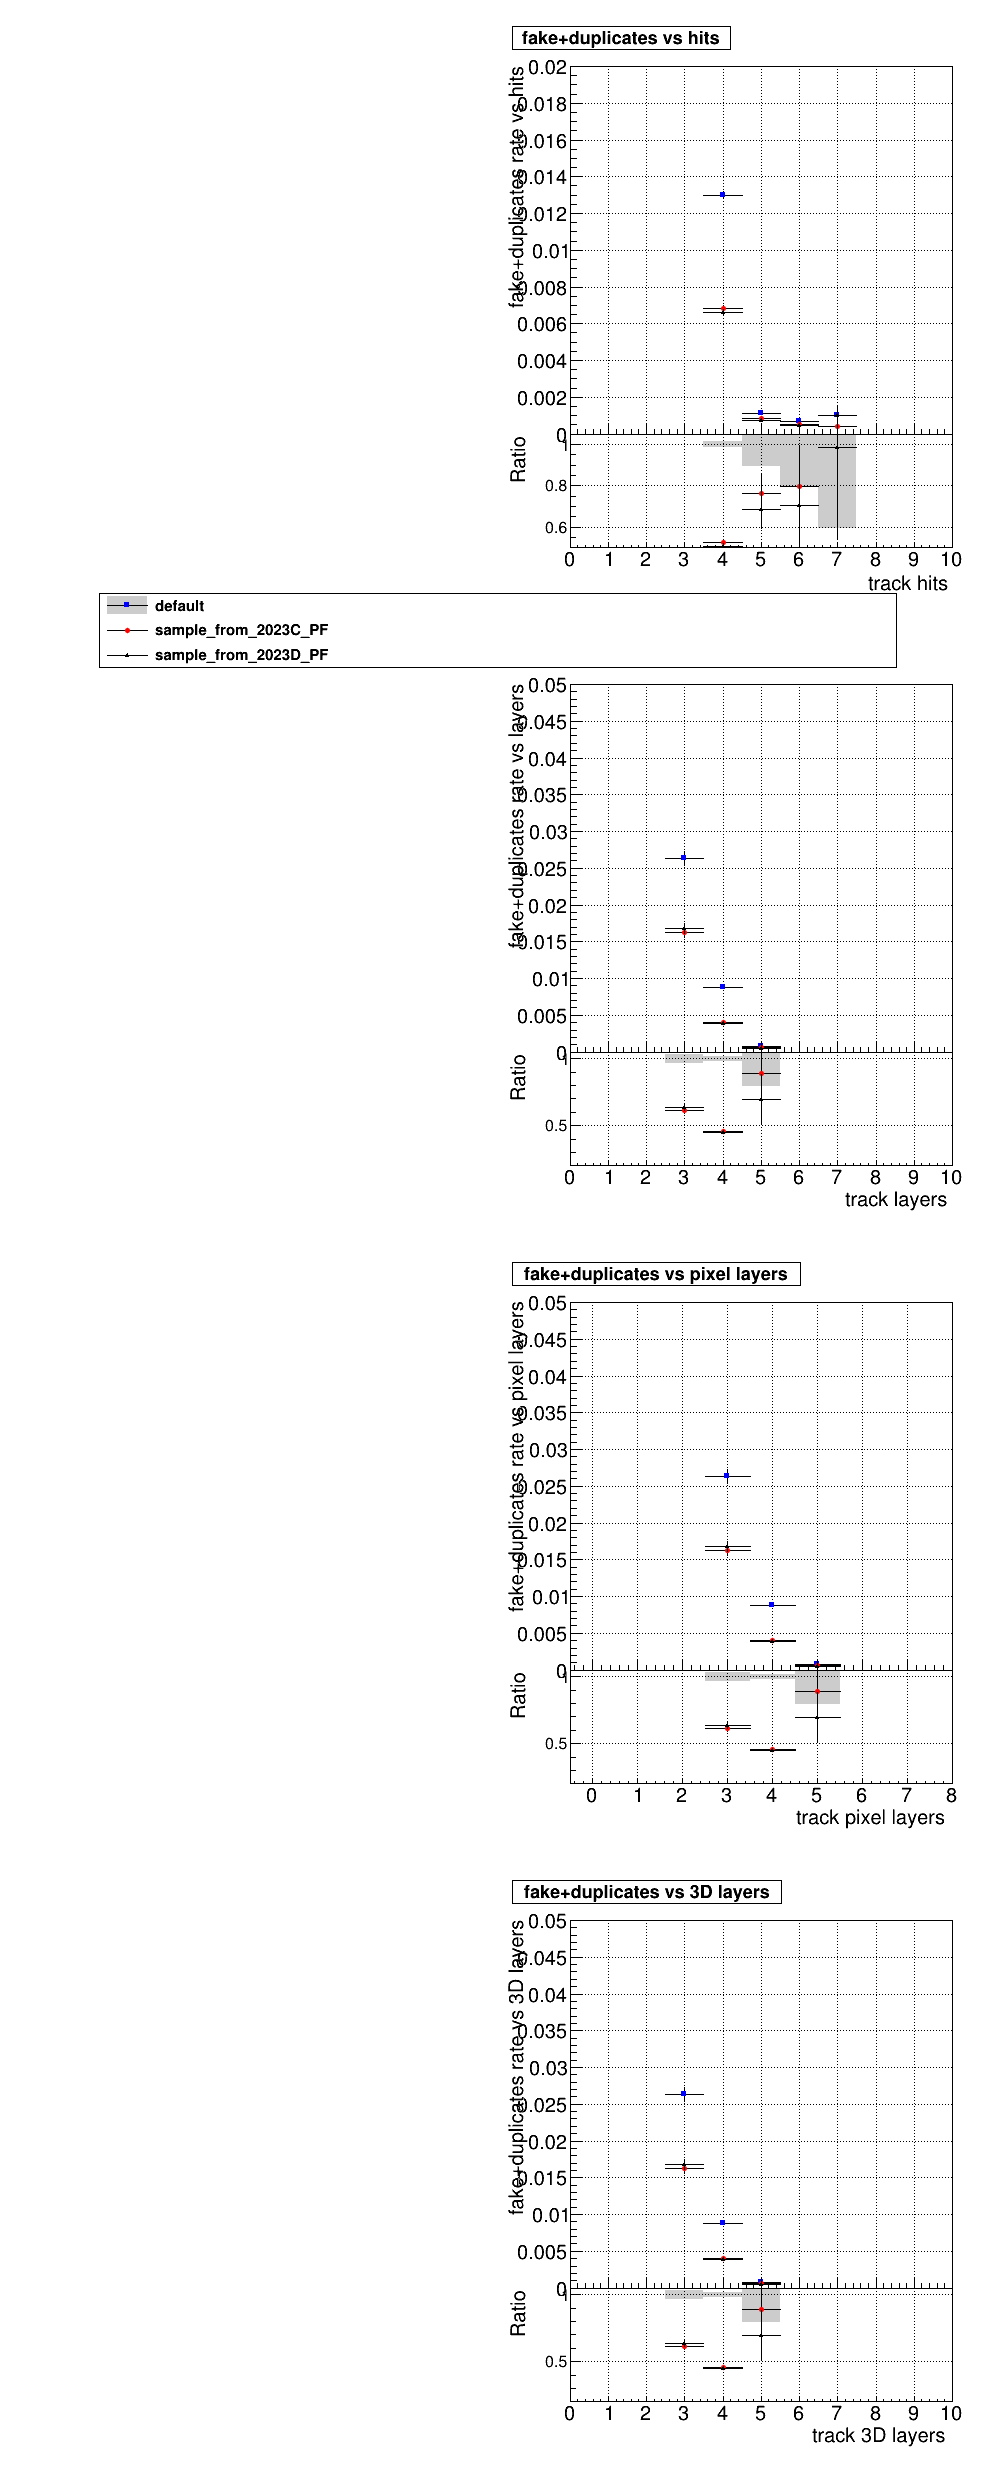 fake+duplicates vs hits
fake+duplicates rate vs hits
0.02
0.018
0.016
0.014
0.012
0.01
0.008
0.006
0.004
0.002
0
Ratio
1
0.8
0.6
0 1 2 3 4 5 6 7 8 9 10
track hits
default
sample_from_2023C_PF
sample_from_2023D_PF
fake+duplicates rate vs layers
0.05
0.045
0.04
0.035
0.03
0.025
0.02
0.015
0.01
0.005
0
Ratio
1
0.5
0 1 2 3 4 5 6 7 8 9 10
track layers
fake+duplicates vs pixel layers
fake+duplicates rate vs pixel layers
0.05
0.045
0.04
0.035
0.03
0.025
0.02
0.015
0.01
0.005
0
Ratio
1
0.5
0 1 2 3 4 5 6 7 8
track pixel layers
fake+duplicates vs 3D layers
fake+duplicates rate vs 3D layers
0.05
0.045
0.04
0.035
0.03
0.025
0.02
0.015
0.01
0.005
0
Ratio
1
0.5
0 1 2 3 4 5 6 7 8 9 10
track 3D layers